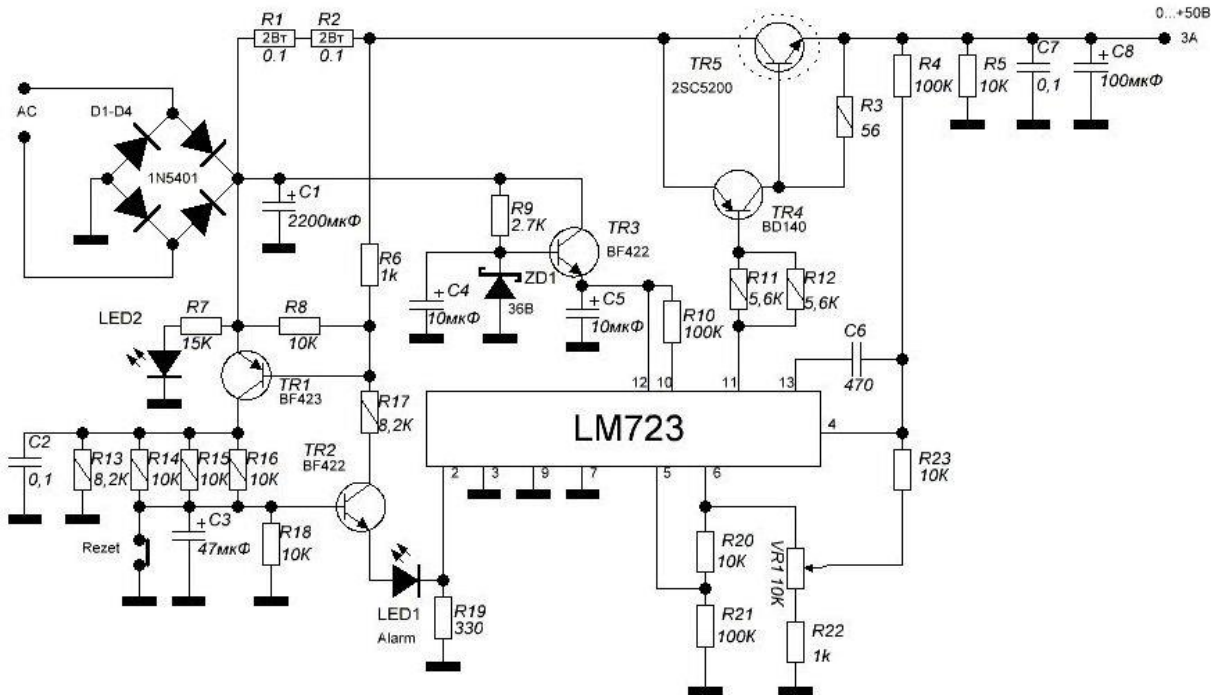 0...+50В
3А
R1
2Вт
0.1
R2
2Вт
0.1
TR5
2SC5200
R4
100K
R5
10K
C7
0,1
+ C8
100мкФ
R3
56
AC
D1-D4
1N5401
+ C1
2200мкФ
R9
2.7K
TR3
BF422
TR4
BD140
R6
1k
+ C4
10мкФ
ZD1
36В
+ C5
10мкФ
R10
100K
R11
5,6K
R12
5,6K
C6
470
LED2
R7
15K
R8
10K
TR1
BF423
R17
8,2K
12
10
11
13
LM723
4
2
3
9
7
5
6
C2
0,1
R13
8,2K
R14
10K
R15
10K
R16
10K
TR2
BF422
R23
10K
Rezet
+ C3
47мкФ
R18
10K
LED1
Alarm
R19
330
R20
10K
R21
100K
VR1 10K
R22
1k